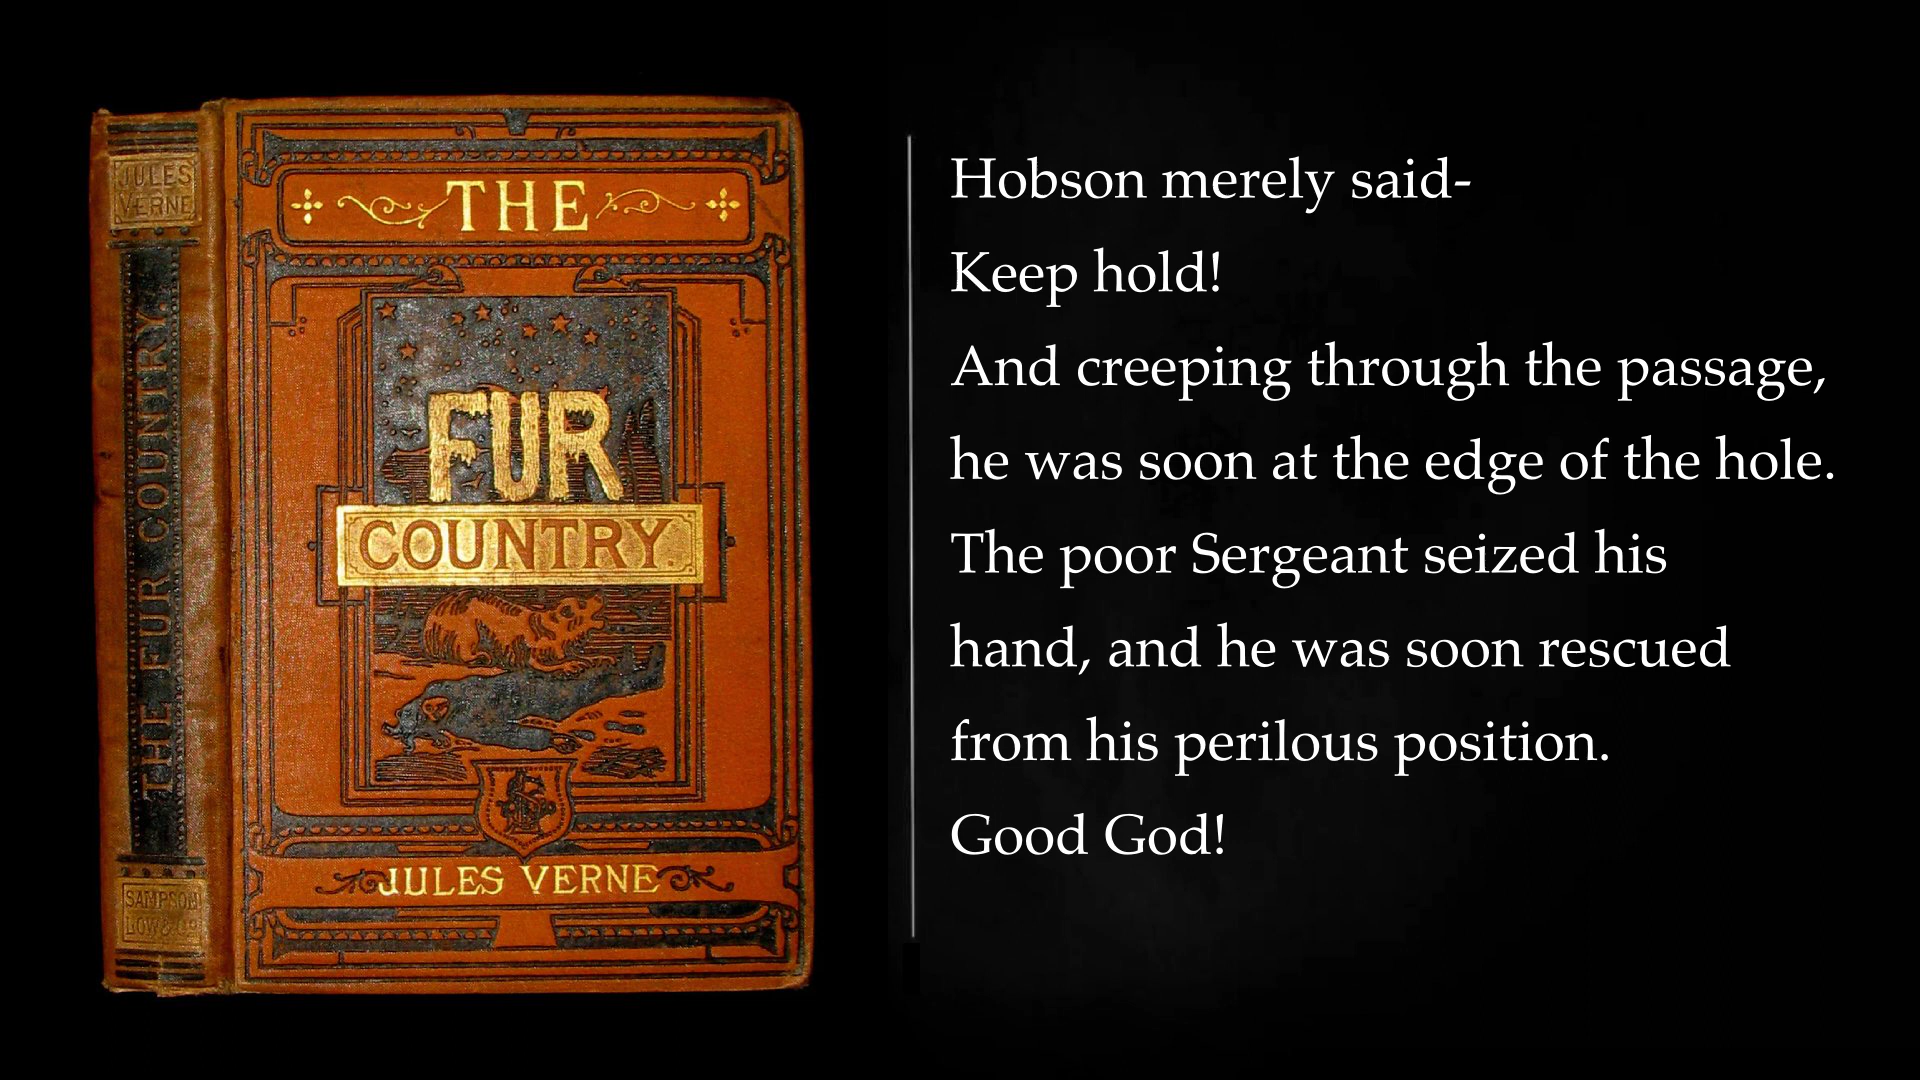 JULES
VERNE
THE FUR COUNTRY.
SAMPSON
LOW & Co
THE
FUR
COUNTRY.
JULES VERNE
Hobson merely said-
Keep hold!
And creeping through the passage,
he was soon at the edge of the hole.
The poor Sergeant seized his
hand, and he was soon rescued
from his perilous position.
Good God!